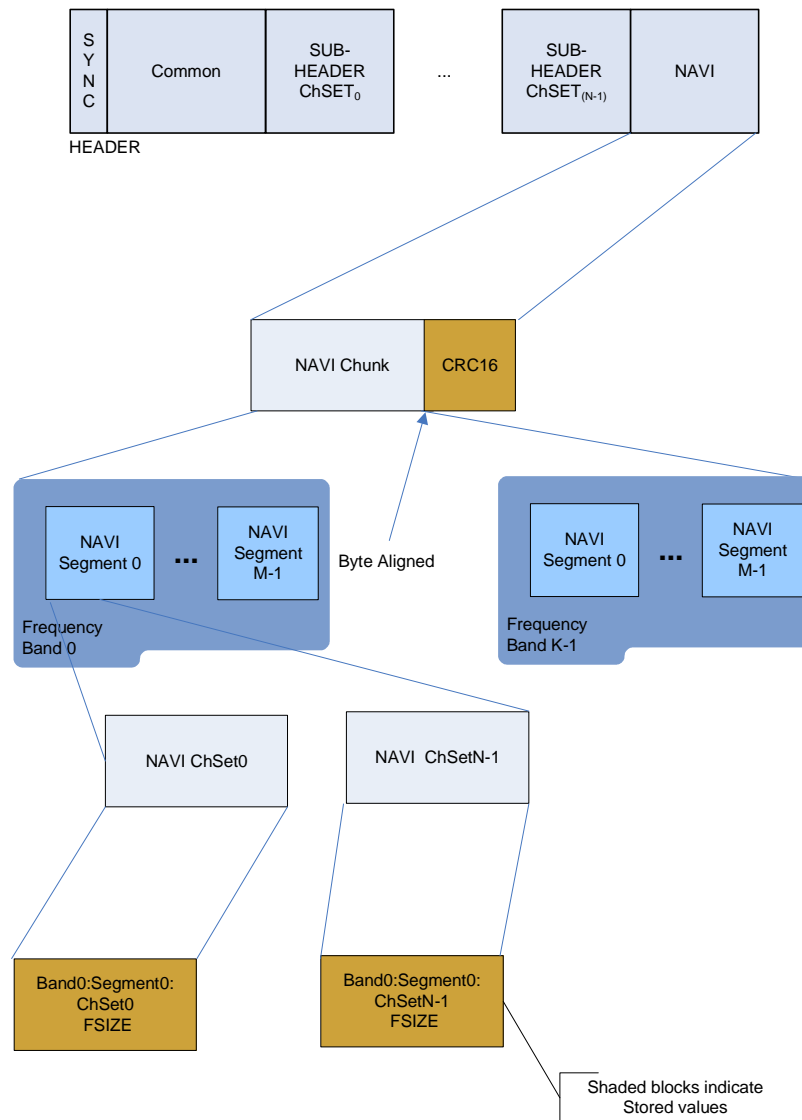 S
Y
N
C
Common
SUB-
HEADER
ChSET0
...
SUB-
HEADER
ChSET(N-1)
NAVI
HEADER
NAVI Chunk
CRC16
NAVI
Segment 0
...
NAVI
Segment
M-1
Frequency
Band 0
Byte Aligned
NAVI
Segment 0
...
NAVI
Segment
M-1
Frequency
Band K-1
NAVI ChSet0
NAVI ChSetN-1
Band0:Segment0:
ChSet0
FSIZE
Band0:Segment0:
ChSetN-1
FSIZE
Shaded blocks indicate
Stored values